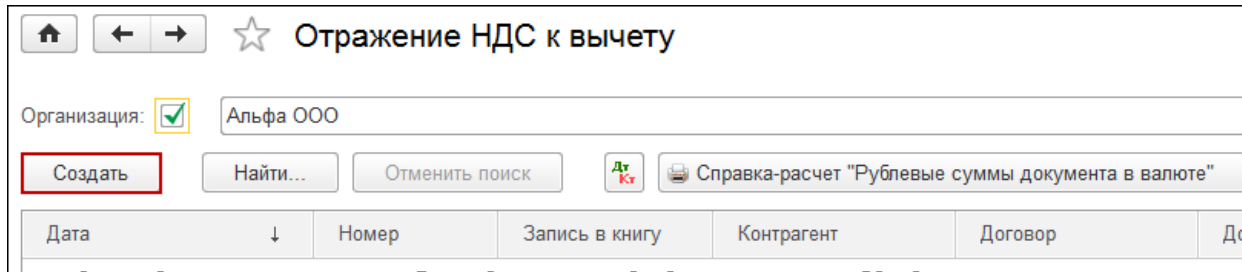 Отражение НДС к вычету
Организация: Альфа ООО
Создать Найти... Отменить поиск Дт Кт Справка-расчет "Рублевые суммы документа в валюте"
Дата ↓ Номер Запись в книгу Контрагент Договор